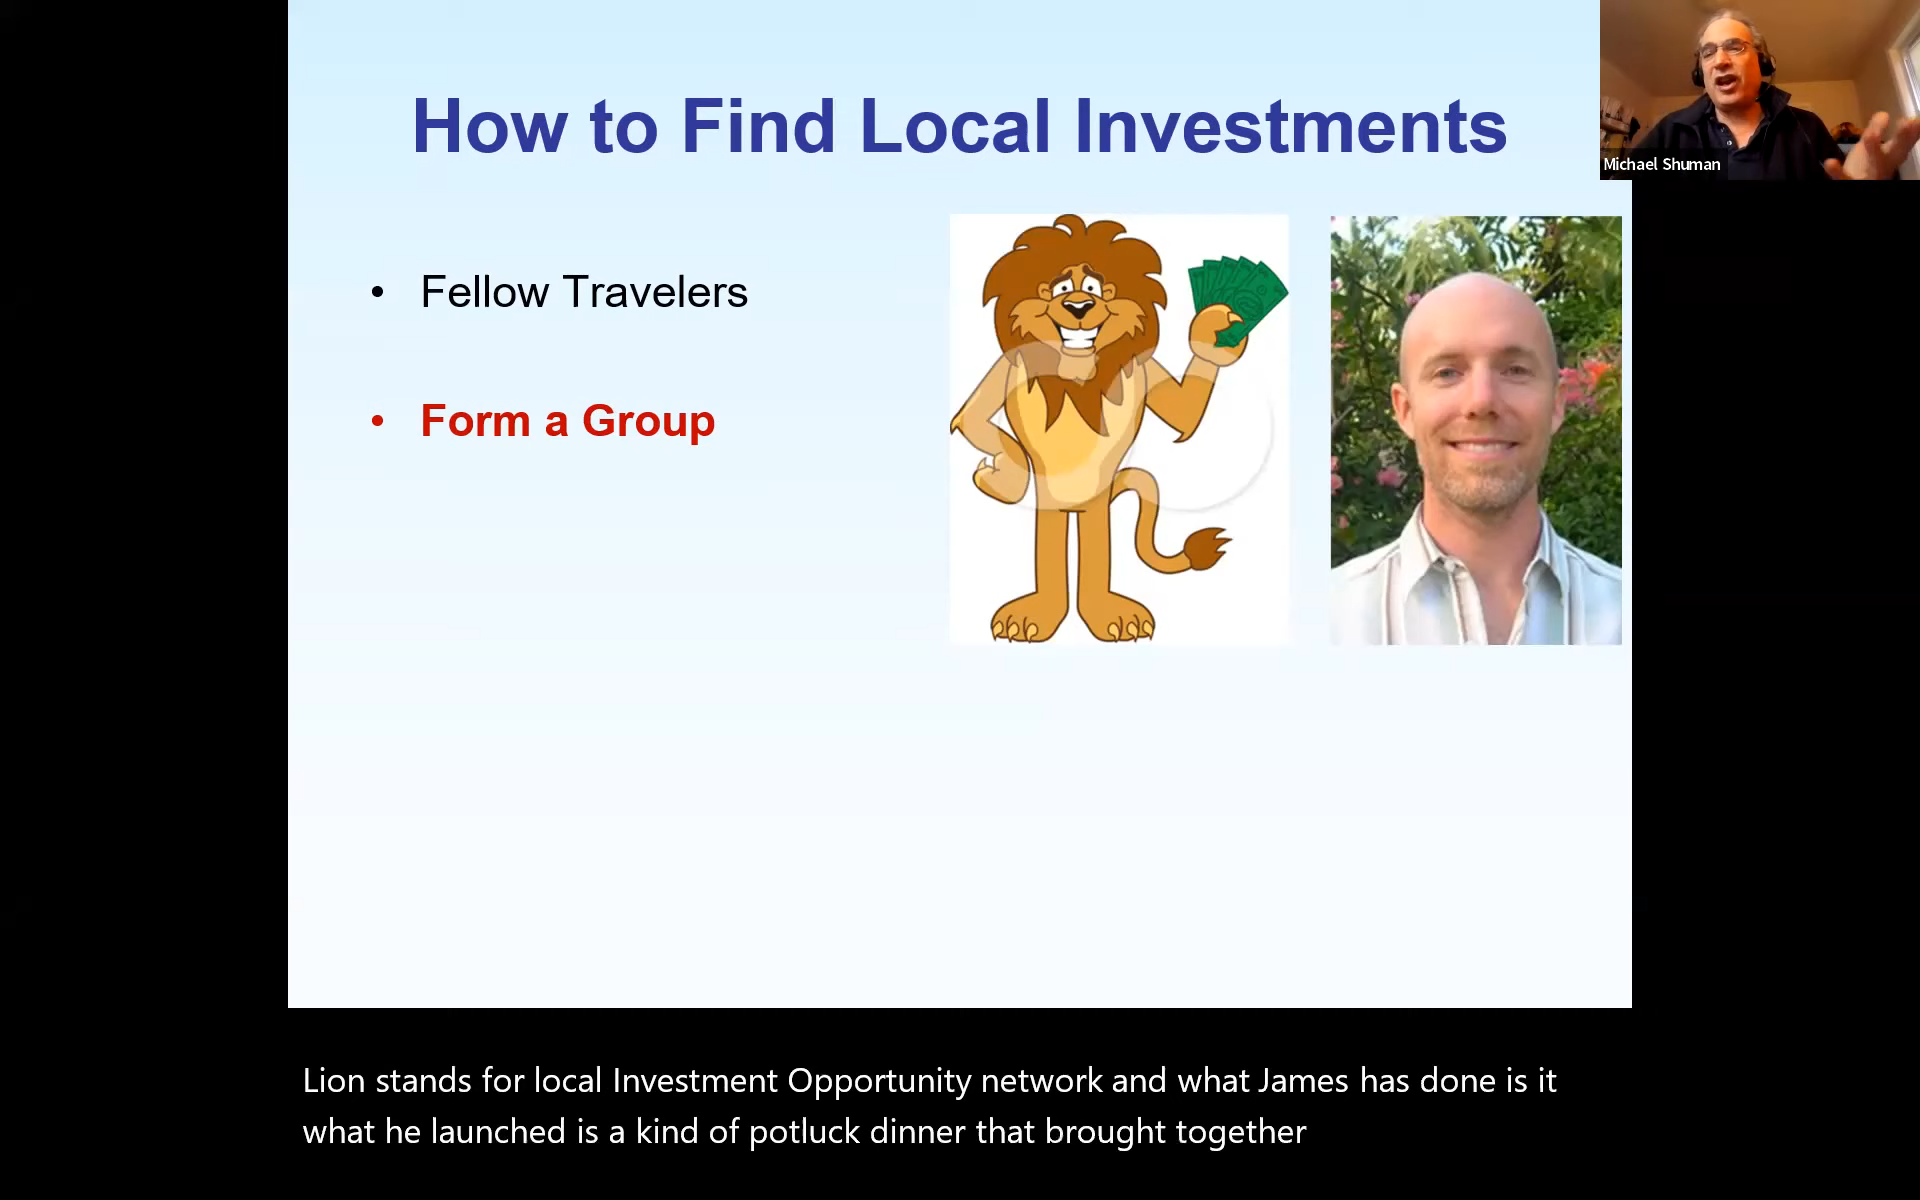 How to Find Local Investments
Michael Shuman
• Fellow Travelers
• Form a Group
Lion stands for local Investment Opportunity network and what James has done is it
what he launched is a kind of potluck dinner that brought together